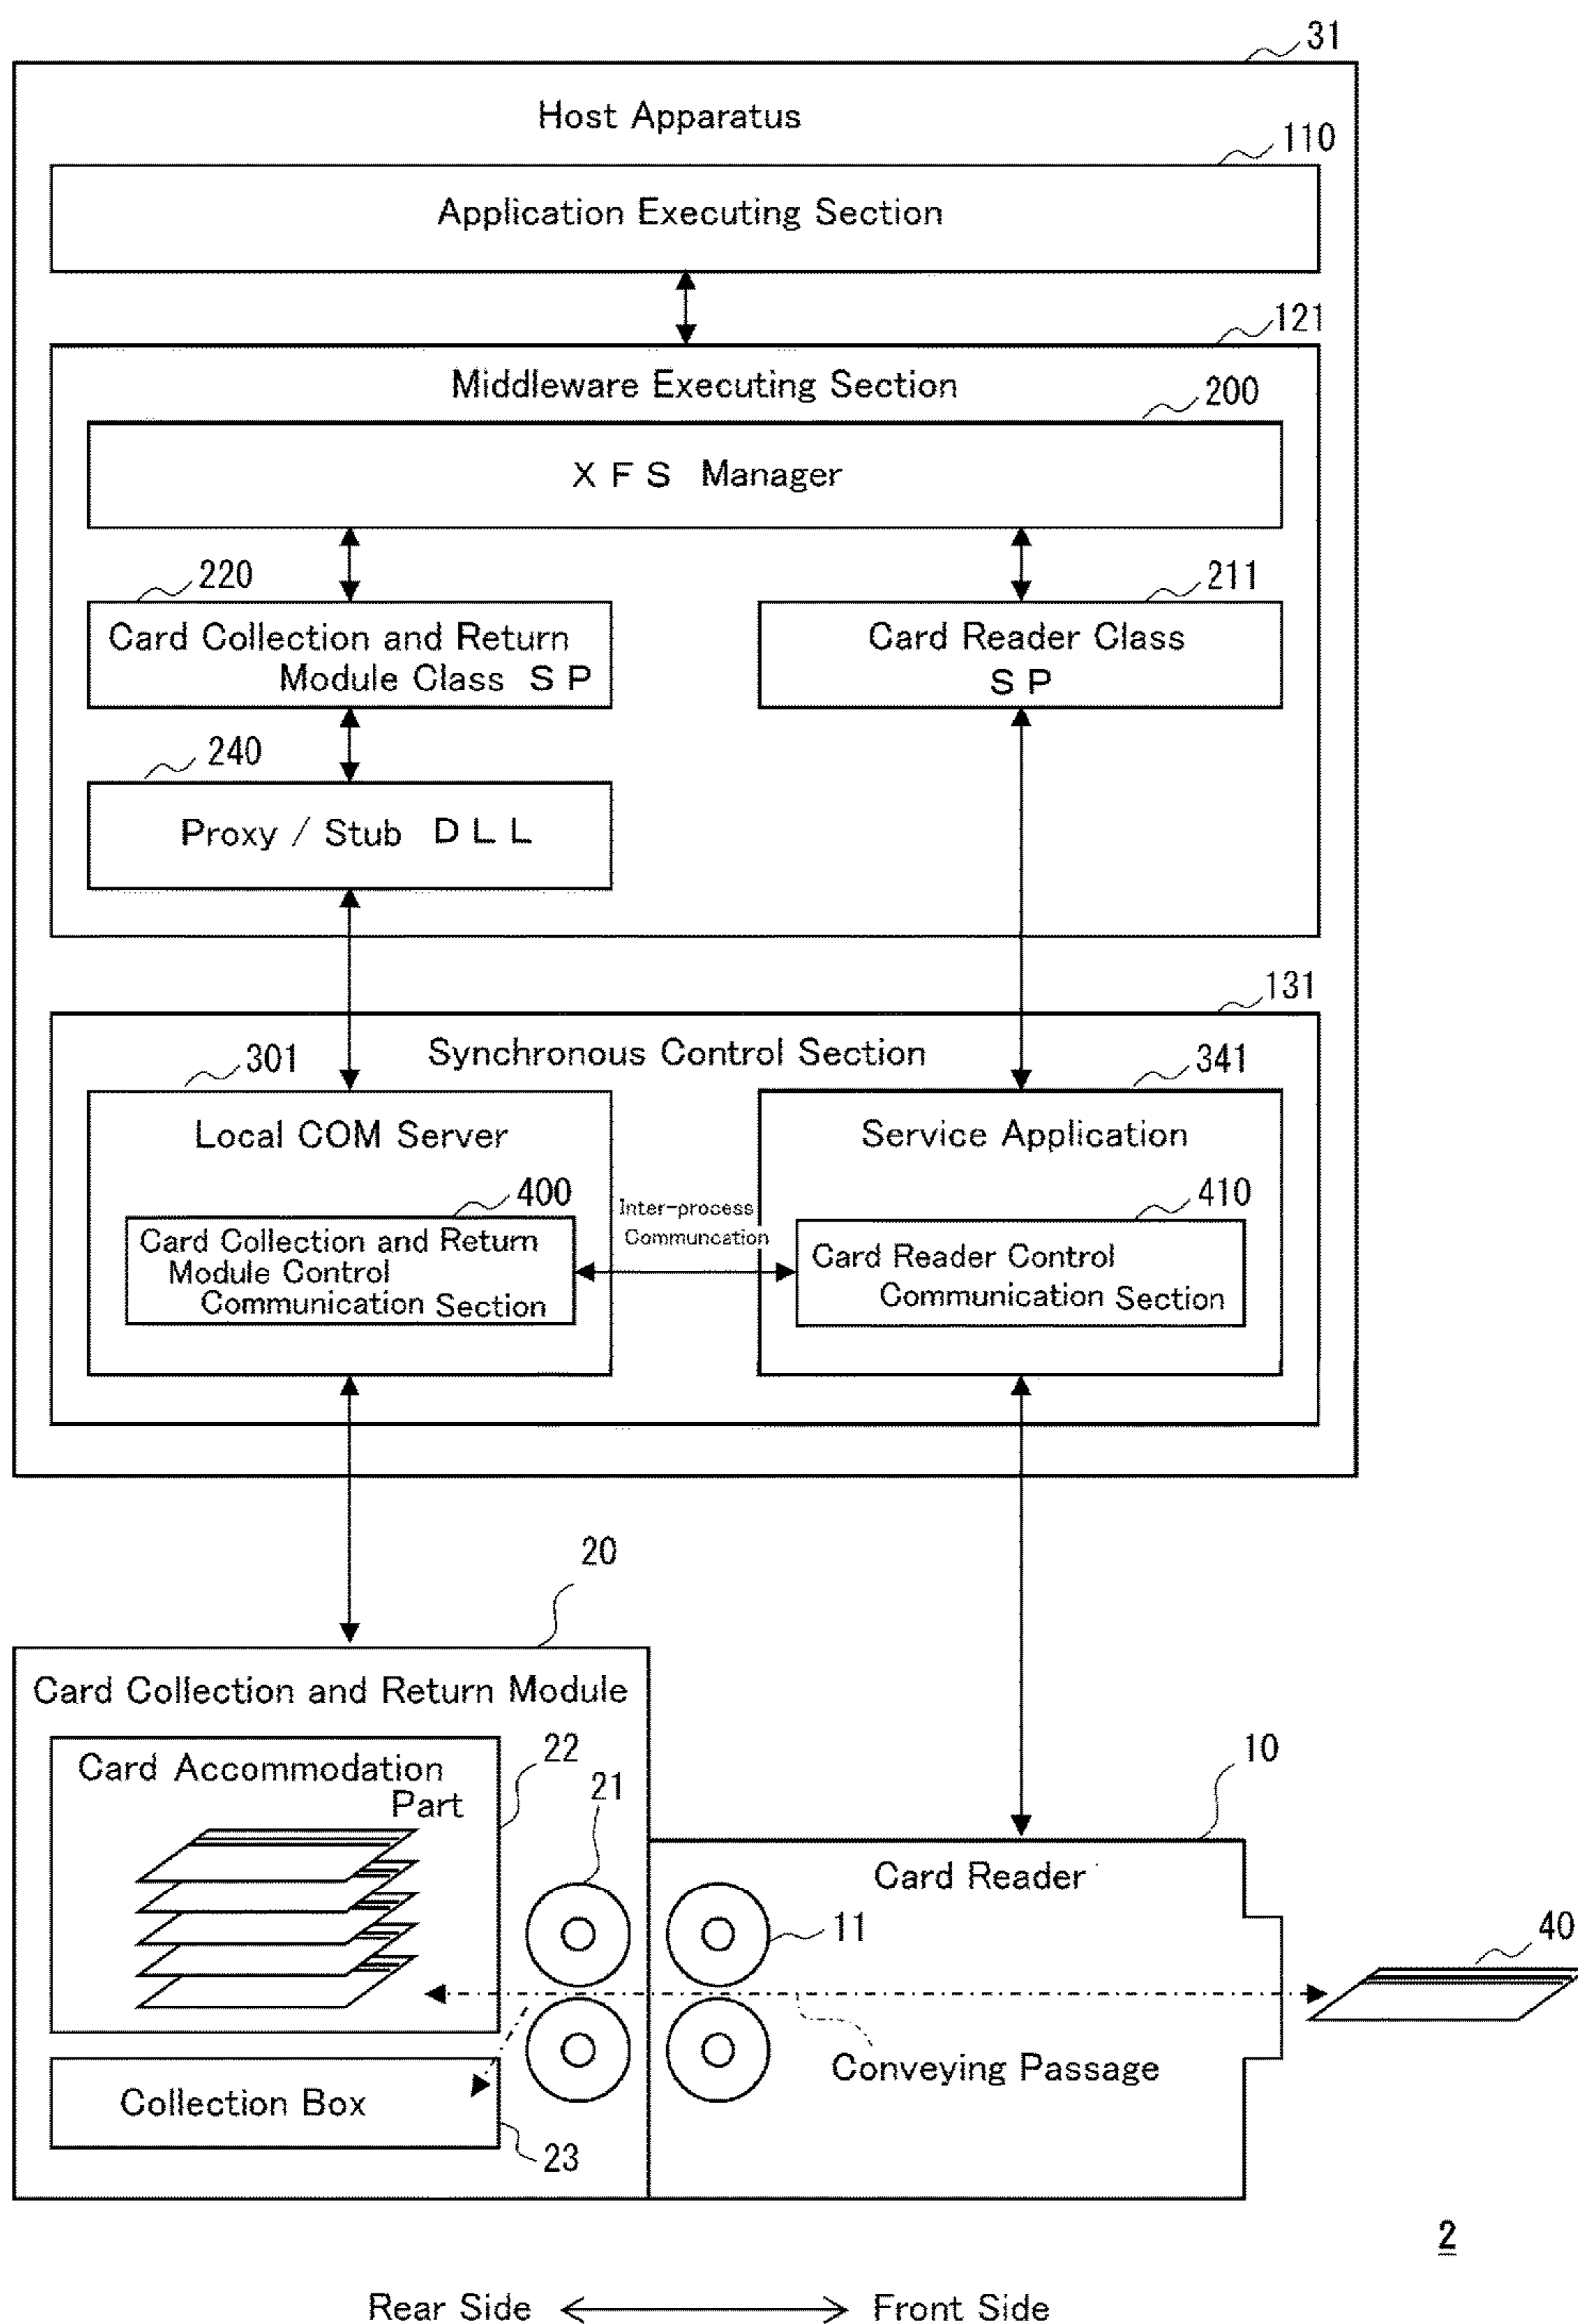 31
Host Apparatus
110
Application Executing Section
121
Middleware Executing Section
200
XFS Manager
220
211
Card Collection and Return
Module Class SP
Card Reader Class
SP
240
Proxy / Stub DLL
131
Synchronous Control Section
301
341
Local COM Server
Service Application
400
Inter-process
Communcation
410
Card Collection and Return
Module Control
Communication Section
Card Reader Control
Communication Section
20
Card Collection and Return Module
22
Card Accommodation
Part
21
10
Card Reader
11
40
Conveying Passage
Collection Box
23
2
Rear Side
Front Side